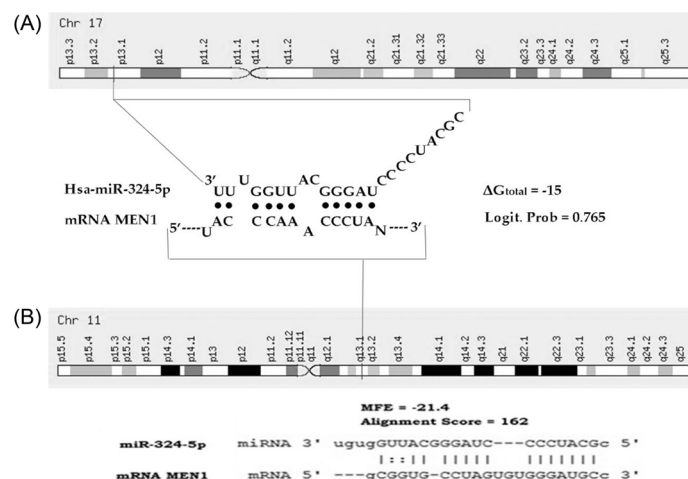 (A)
Chr 17
p13.3 p13.2 p13.1 p12 p11.2 p11.1 q11.1 q11.2 q12 q21.2 q21.31 q21.32 q21.33 q22 q23.2 q23.3 q24.1 q24.2 q24.3 q25.1 q25.3
Hsa-miR-324-5p 3' UU U GGUU AC GGGAU CCCCUACGC
ΔGtotal = -15
mRNA MEN1 5' ---- U AC CCAA A CCCUA N ---- 3'
Logit. Prob = 0.765
(B)
Chr 11
p15.5 p15.4 p15.3 p15.2 p15.1 p14.3 p14.1 p13 p12 p11.2 p11.12 p11.11 q11 q12.1 q13.1 q13.2 q13.4 q14.1 q14.2 q14.3 q21 q22.1 q22.3 q23.1 q23.2 q23.3 q24.1 q24.2 q24.3 q25
MFE = -21.4
Alignment Score = 162
miR-324-5p miRNA 3' ugugGUUACGGGAUC---CCCUACGc 5'
|::| ||||| |||||||
mRNA MEN1 mRNA 5' ---gCGGUG-CCUAGUGUGGGAUGCc 3'